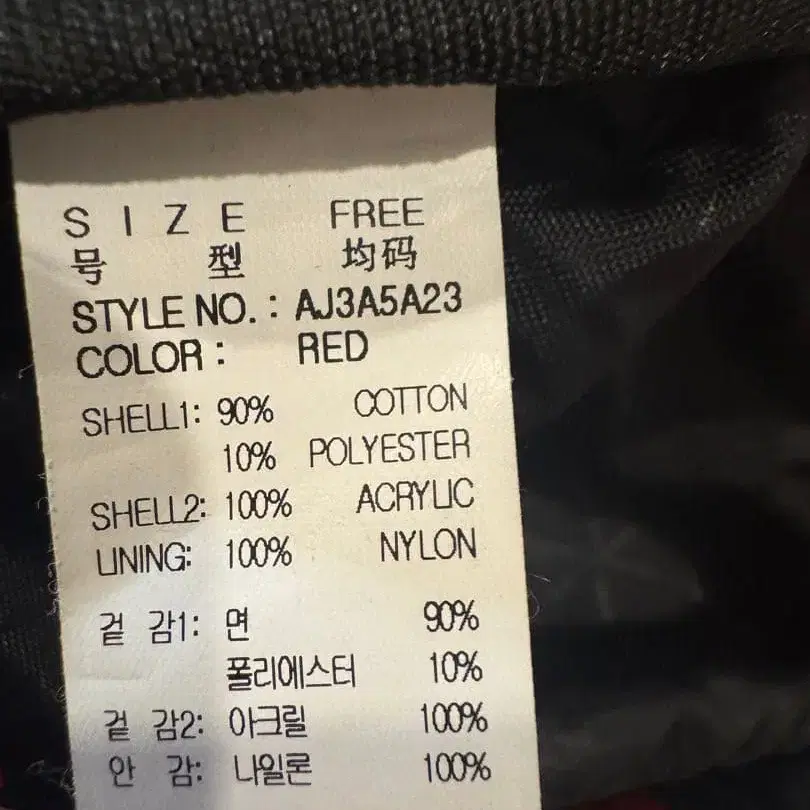 SIZE FREE
号型 均码
STYLE NO.: AJ3A5A23
COLOR: RED
SHELL1: 90% COTTON
10% POLYESTER
SHELL2: 100% ACRYLIC
LINING: 100% NYLON
겉 감1: 면 90%
폴리에스터 10%
겉 감2: 아크릴 100%
안 감: 나일론 100%